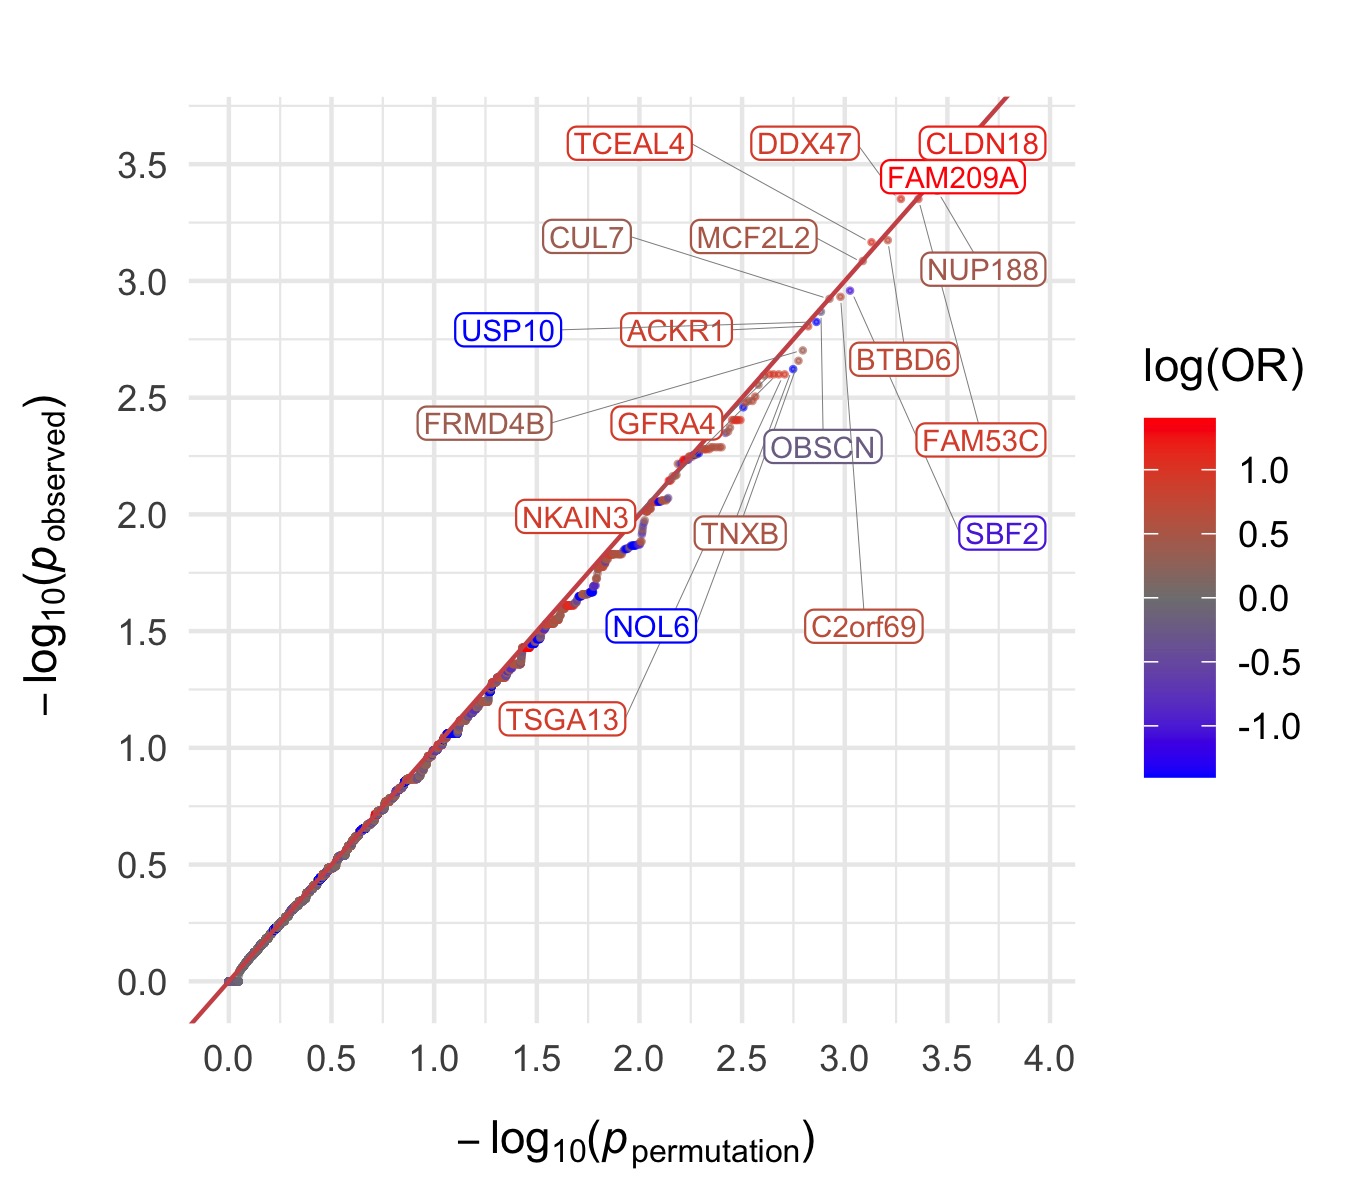 TCEAL4 DDX47 CLDN18
FAM209A
CUL7 MCF2L2 NUP188
USP10 ACKR1 BTBD6
FRMD4B GFRA4 OBSCN FAM53C
NKAIN3 TNXB SBF2
NOL6 C2orf69
TSGA13
3.5
3.0
2.5
2.0
1.5
1.0
0.5
0.0
0.0 0.5 1.0 1.5 2.0 2.5 3.0 3.5 4.0
−log10(ppermutation)
−log10(pobserved)
log(OR)
1.0
0.5
0.0
-0.5
-1.0